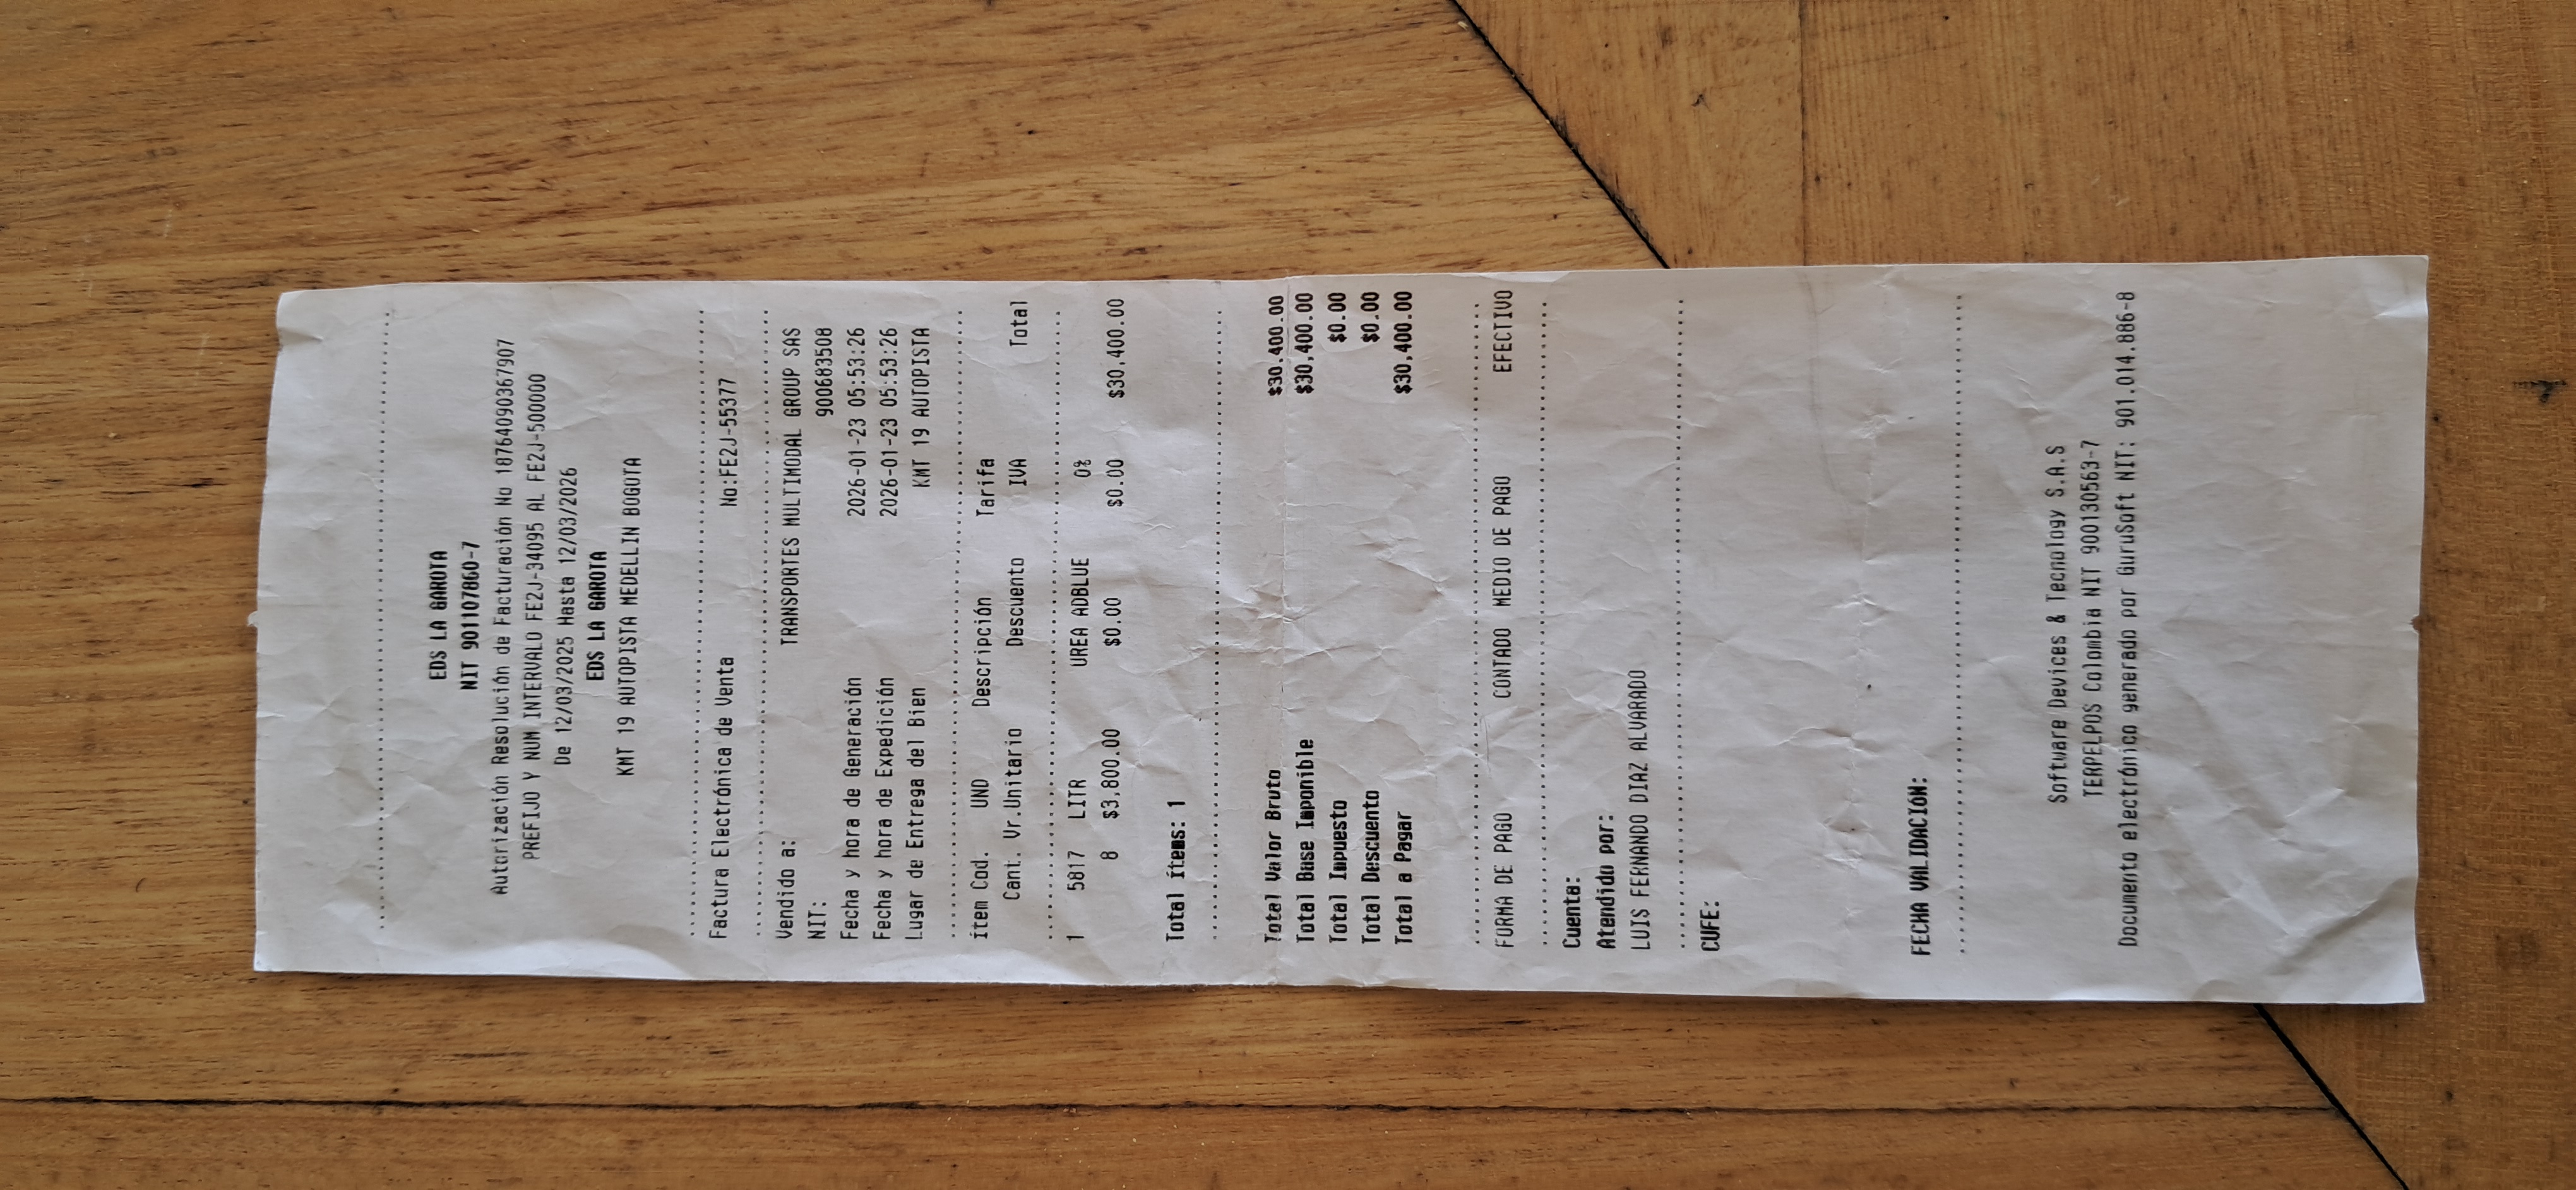 EDS LA GAROTA
NIT 901107860-7
Autorización Resolución de Facturación No 18764090367907
PREFIJO Y NUM INTERVALO FE2J-34095 AL FE2J-500000
De 12/03/2025 Hasta 12/03/2026
EDS LA GAROTA
KMT 19 AUTOPISTA MEDELLIN BOGOTA
Factura Electrónica de Venta No:FE2J-55377
Vendido a: TRANSPORTES MULTIMODAL GROUP SAS
NIT: 900683508
Fecha y hora de Generación 2026-01-23 05:53:26
Fecha y hora de Expedición 2026-01-23 05:53:26
Lugar de Entrega del Bien KMT 19 AUTOPISTA
Ítem Cod. UND Descripción Tarifa
Cant. Vr.Unitario Descuento IVA Total
1 5817 LITR UREA ADBLUE 0%
8 $3,800.00 $0.00 $0.00 $30,400.00
Total Ítems: 1
Total Valor Bruto $30.400.00
Total Base Imponible $30,400.00
Total Impuesto $0.00
Total Descuento $0.00
Total a Pagar $30,400.00
FORMA DE PAGO CONTADO MEDIO DE PAGO EFECTIVO
Cuenta:
Atendido por:
LUIS FERNANDO DIAZ ALVARADO
CUFE:
FECHA VALIDACIÓN:
Software Devices & Tecnology S.A.S
TERPELPOS Colombia NIT 900130563-7
Documento electrónico generado por GuruSoft NIT: 901.014.886-8